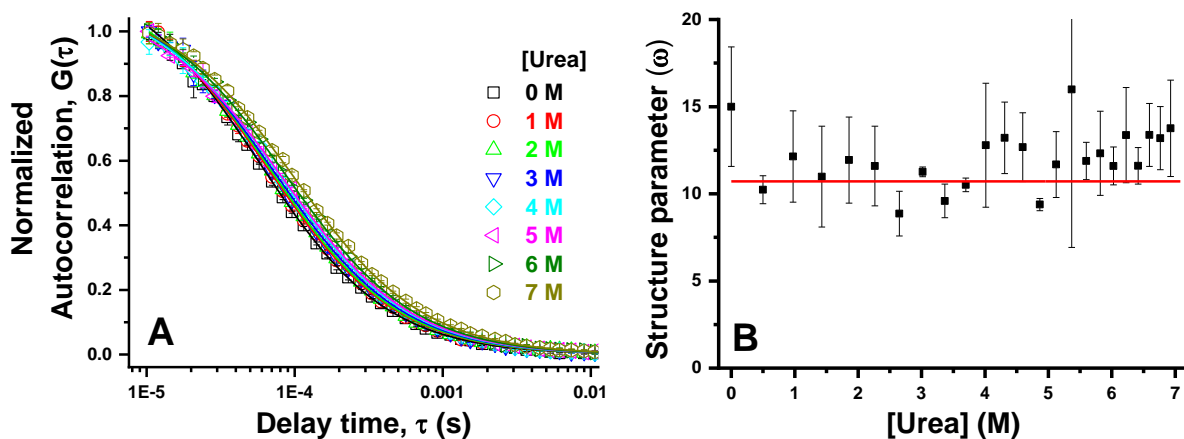 Normalized
Autocorrelation, G(τ)
1.0
0.8
0.6
0.4
0.2
0.0
[Urea]
0 M
1 M
2 M
3 M
4 M
5 M
6 M
7 M
A
1E-5
1E-4
0.001
0.01
Delay time, τ (s)
Structure parameter (ω)
20
15
10
5
0
B
0
1
2
3
4
5
6
7
[Urea] (M)